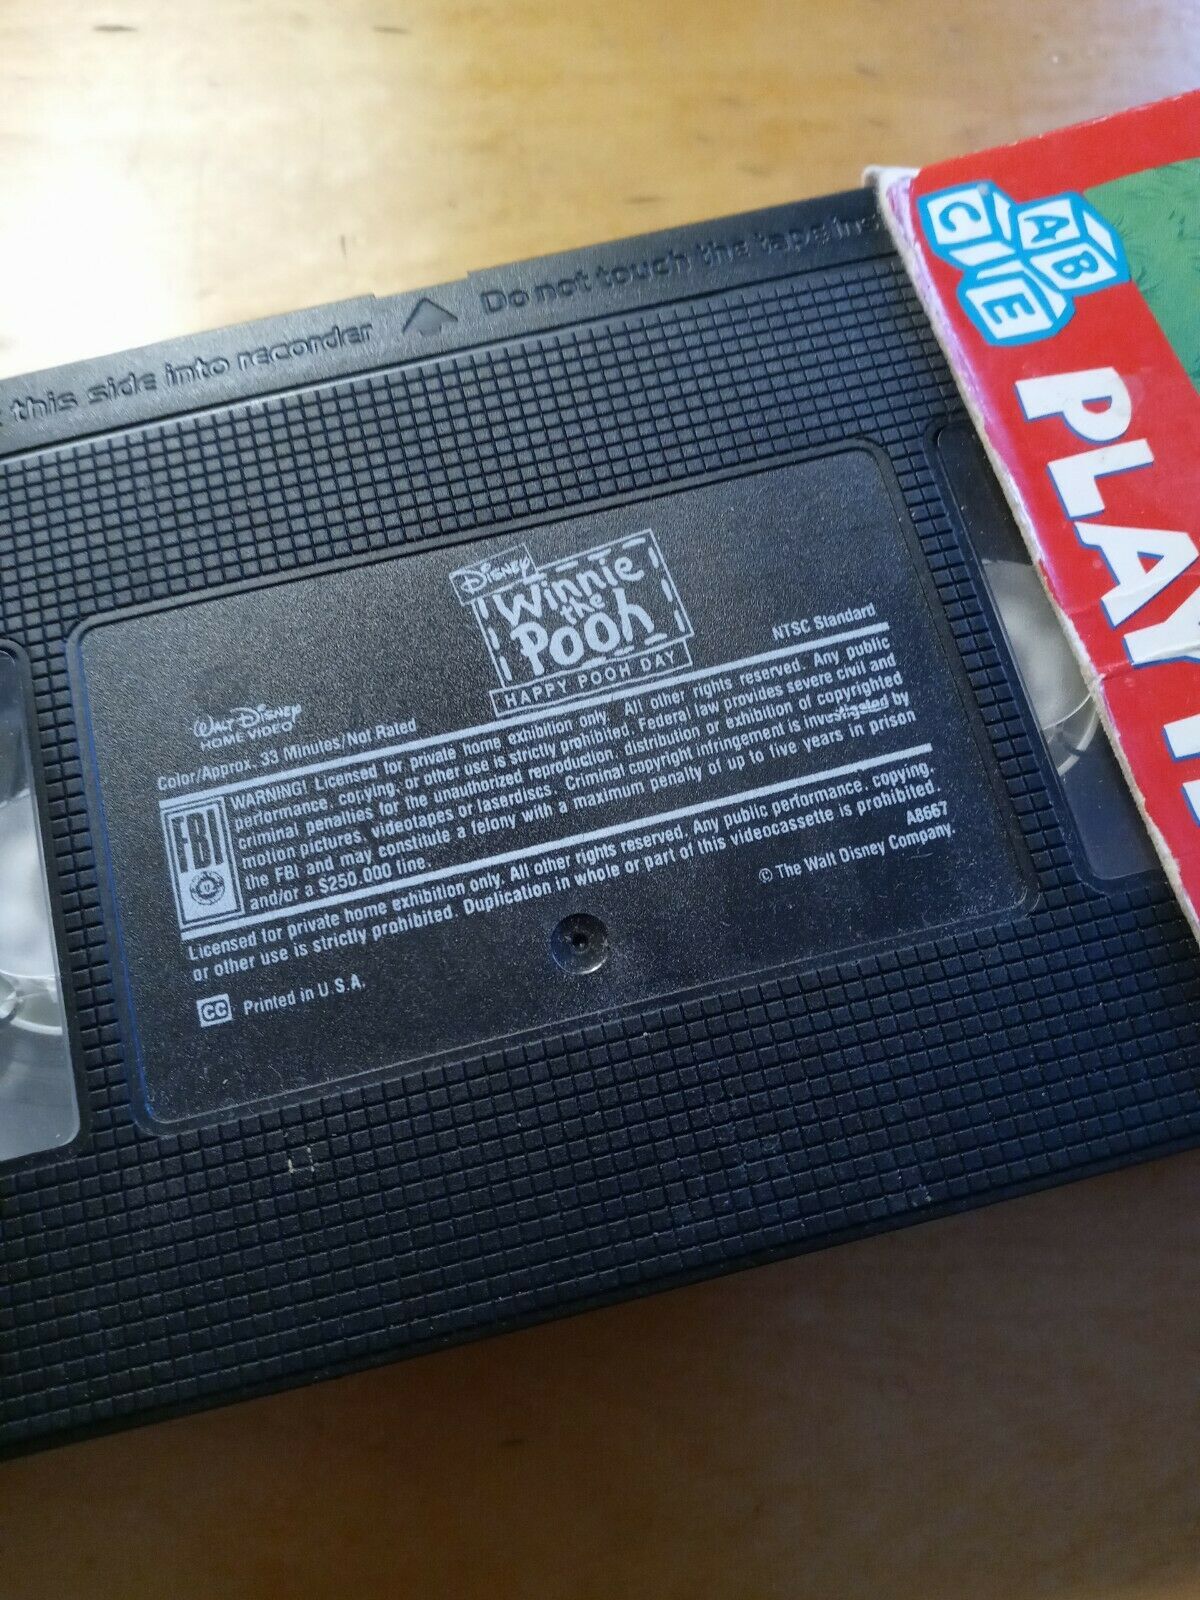 this side into recorder
Do not touch the tape
DISNEY
Winnie
the
Pooh
HAPPY POOH DAY
WALT DISNEY
HOME VIDEO
Color/Approx. 33 Minutes/Not Rated
NTSC Standard
FBI
WARNING! Licensed for private home exhibition only. All other rights reserved. Any public
performance, copying, or other use is strictly prohibited. Federal law provides severe civil and
criminal penalties for the unauthorized reproduction, distribution or exhibition of copyrighted
motion pictures, videotapes or laserdiscs. Criminal copyright infringement is investigated by
the FBI and may constitute a felony with a maximum penalty of up to five years in prison
and/or a $250,000 fine.
Licensed for private home exhibition only. All other rights reserved. Any public performance, copying,
or other use is strictly prohibited. Duplication in whole or part of this videocassette is prohibited.
A8667
© The Walt Disney Company.
CC Printed in U.S.A.
A B
C E
PLAY